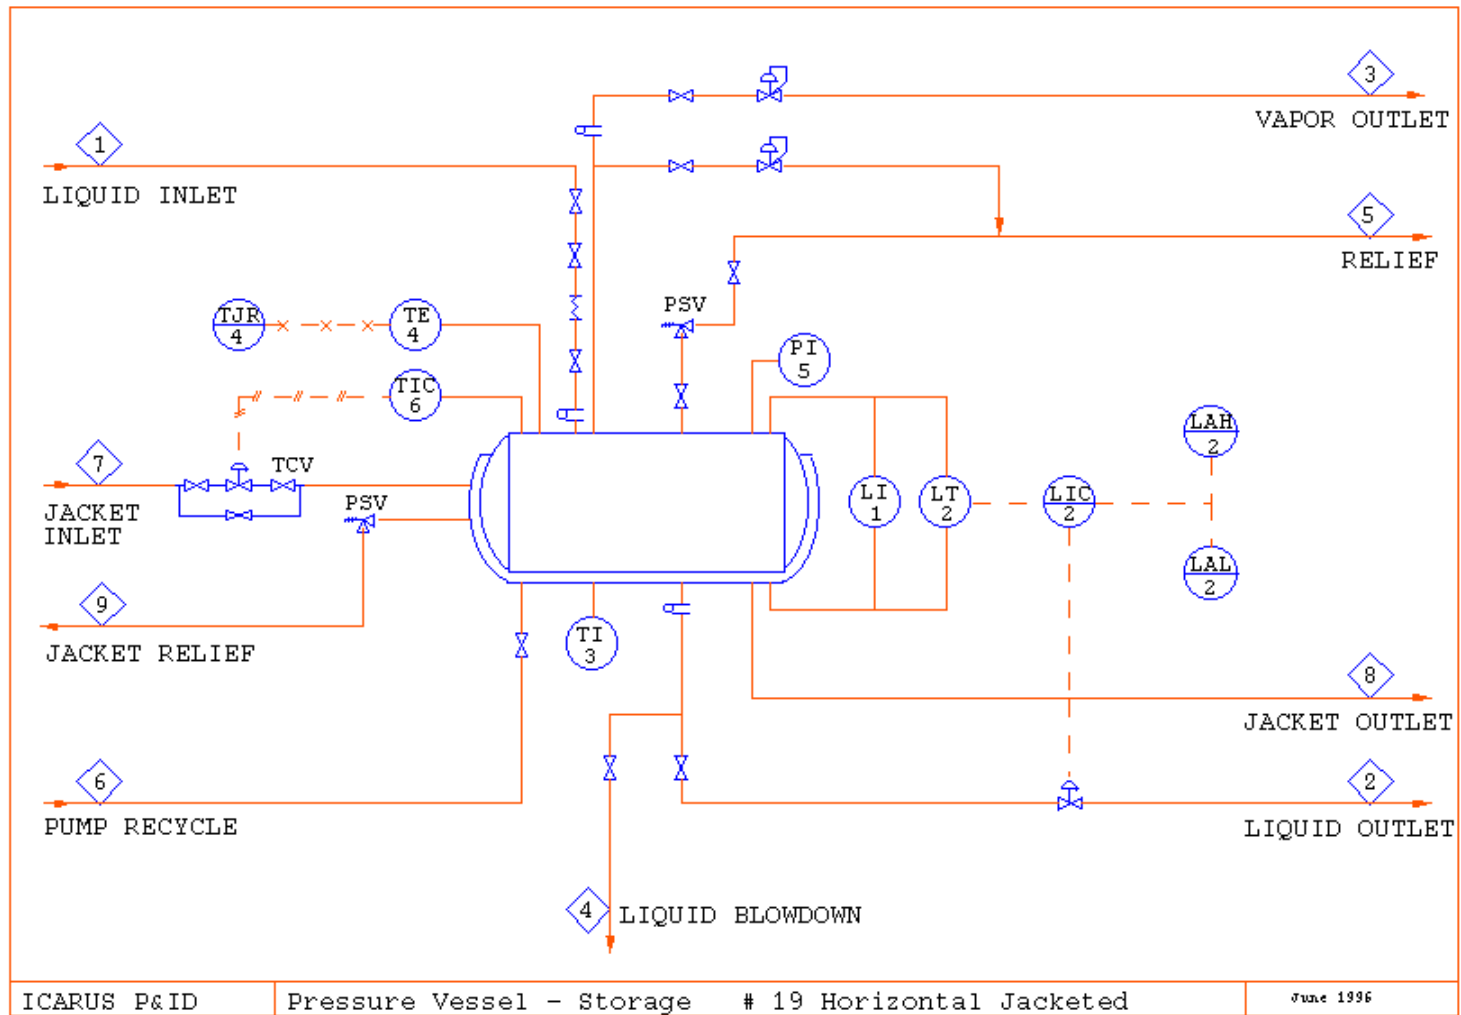 3
VAPOR OUTLET
1
LIQUID INLET
5
RELIEF
PSV
TJR
4
TE
4
PI
5
TIC
6
LAH
2
7
TCV
JACKET
INLET
PSV
LI
1
LT
2
LIC
2
LAL
2
9
JACKET RELIEF
TI
3
8
JACKET OUTLET
6
PUMP RECYCLE
2
LIQUID OUTLET
4
LIQUID BLOWDOWN
ICARUS P&ID
Pressure Vessel - Storage # 19 Horizontal Jacketed
June 1996